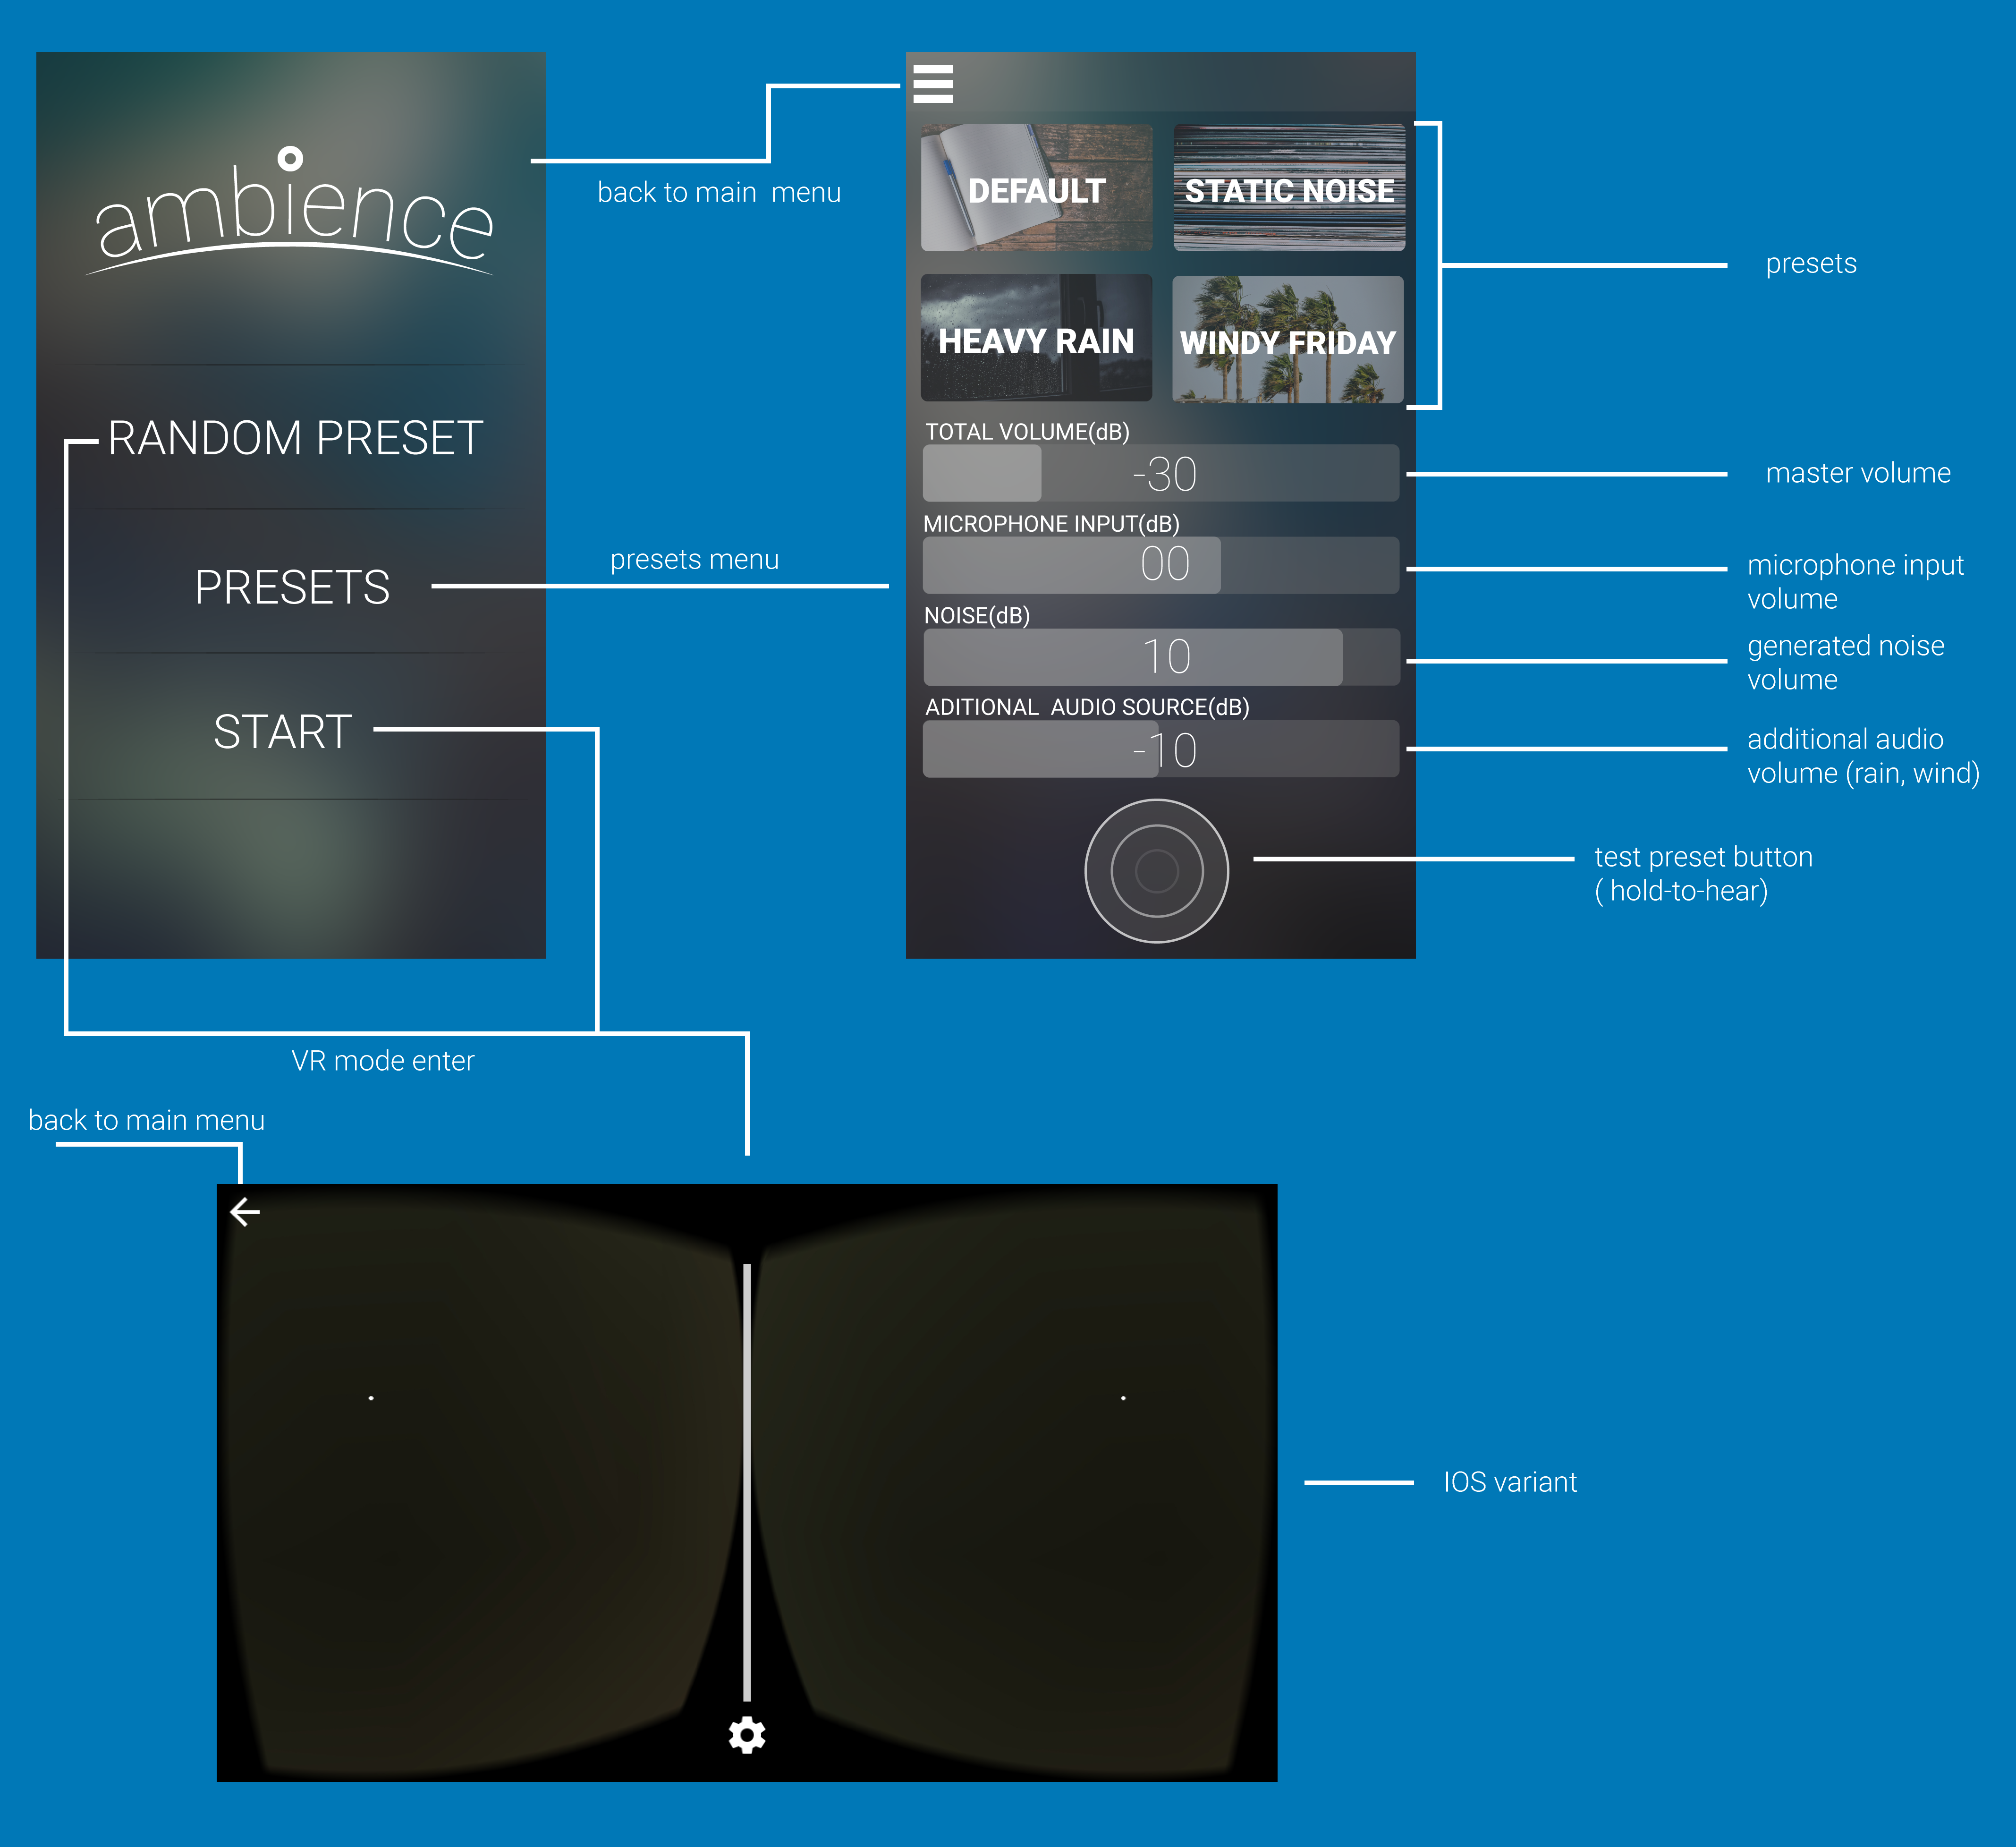 ambience
RANDOM PRESET
PRESETS
START
back to main  menu
presets menu
DEFAULT
STATIC NOISE
HEAVY RAIN
WINDY FRIDAY
TOTAL VOLUME(dB)
-30
MICROPHONE INPUT(dB)
00
NOISE(dB)
10
ADITIONAL  AUDIO SOURCE(dB)
-10
presets
master volume
microphone input
volume
generated noise
volume
additional audio
volume (rain, wind)
test preset button
( hold-to-hear)
VR mode enter
back to main menu
IOS variant